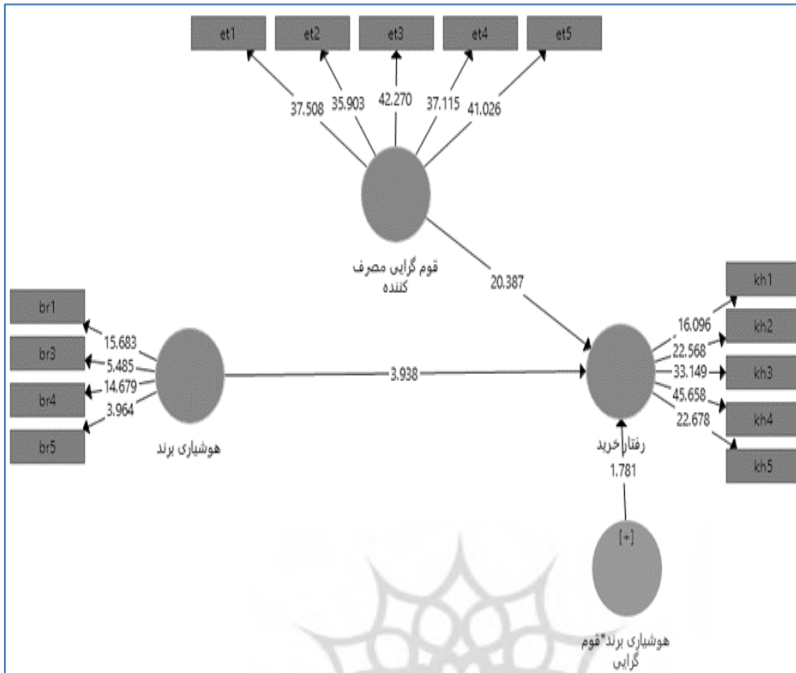 et1 et2 et3 et4 et5
37.508 35.903 42.270 37.115 41.026
قوم گرایی مصرف
کننده
20.387
br1
br3
br4
br5
15.683
5.485
14.679
3.964
هوشیاری برند
3.938
kh1
kh2
kh3
kh4
kh5
16.096
22.568
33.149
45.658
22.678
رفتار خرید
1.781
[+]
هوشیاری برند*قوم
گرایی